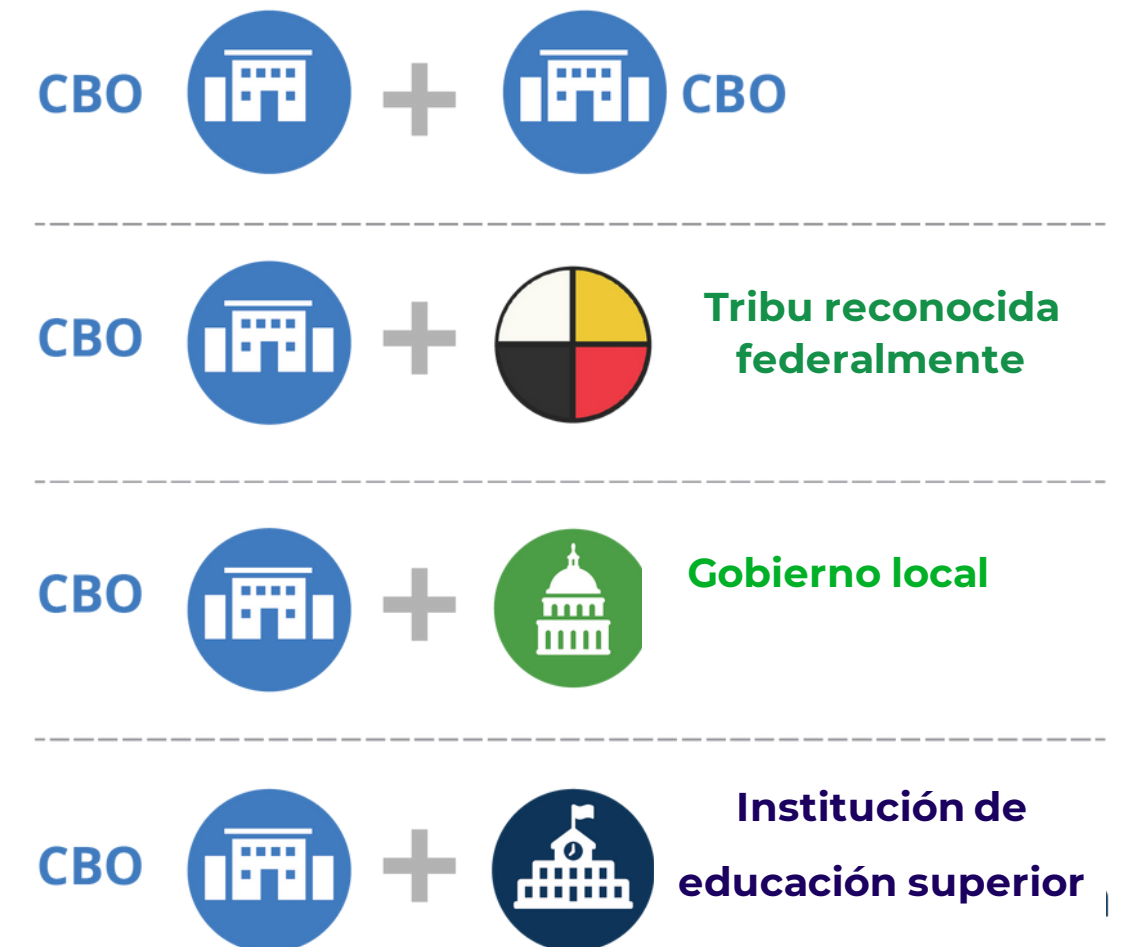 CBO CBO
CBO
Tribu reconocida
federalmente
CBO
Gobierno local
CBO
Institución de
educación superior